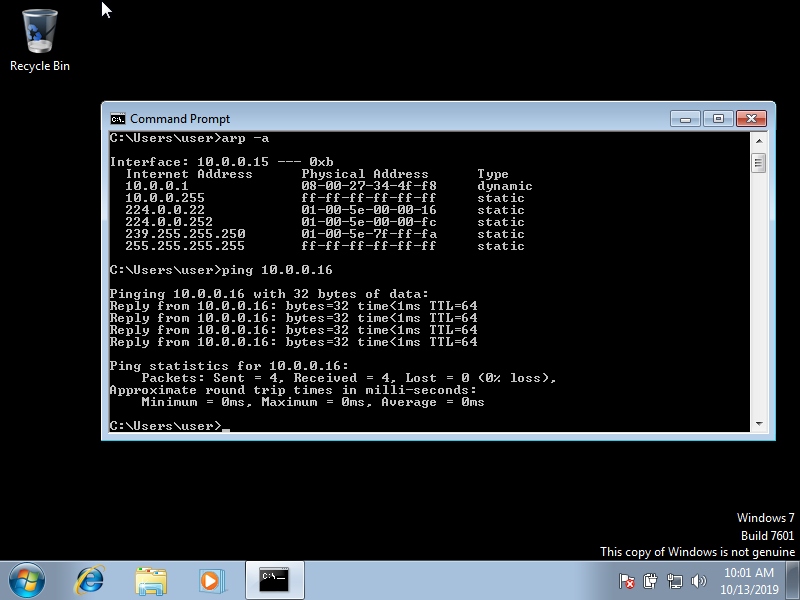 Recycle Bin
Command Prompt
C:\Users\user>arp -a
Interface: 10.0.0.15 --- 0xb
Internet Address Physical Address Type
10.0.0.1 08-00-27-34-4f-f8 dynamic
10.0.0.255 ff-ff-ff-ff-ff-ff static
224.0.0.22 01-00-5e-00-00-16 static
224.0.0.252 01-00-5e-00-00-fc static
239.255.255.250 01-00-5e-7f-ff-fa static
255.255.255.255 ff-ff-ff-ff-ff-ff static
C:\Users\user>ping 10.0.0.16
Pinging 10.0.0.16 with 32 bytes of data:
Reply from 10.0.0.16: bytes=32 time<1ms TTL=64
Reply from 10.0.0.16: bytes=32 time<1ms TTL=64
Reply from 10.0.0.16: bytes=32 time<1ms TTL=64
Reply from 10.0.0.16: bytes=32 time<1ms TTL=64
Ping statistics for 10.0.0.16:
Packets: Sent = 4, Received = 4, Lost = 0 (0% loss),
Approximate round trip times in milli-seconds:
Minimum = 0ms, Maximum = 0ms, Average = 0ms
C:\Users\user>_
Windows 7
Build 7601
This copy of Windows is not genuine
10:01 AM
10/13/2019